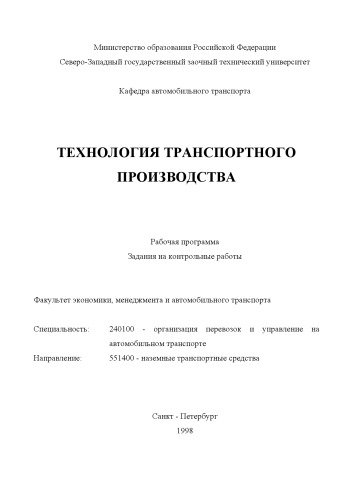 Министерство образования Российской Федерации
Северо-Западный государственный заочный технический университет
Кафедра автомобильного транспорта
ТЕХНОЛОГИЯ ТРАНСПОРТНОГО
ПРОИЗВОДСТВА
Рабочая программа
Задания на контрольные работы
Факультет экономики, менеджмента и автомобильного транспорта
Специальность: 240100 - организация перевозок и управление на
автомобильном транспорте
Направление: 551400 - наземные транспортные средства
Санкт - Петербург
1998